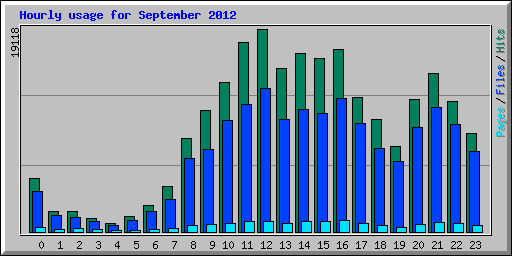 Hourly usage for September 2012
19118
Pages/Files/Hits
0 1 2 3 4 5 6 7 8 9 10 11 12 13 14 15 16 17 18 19 20 21 22 23